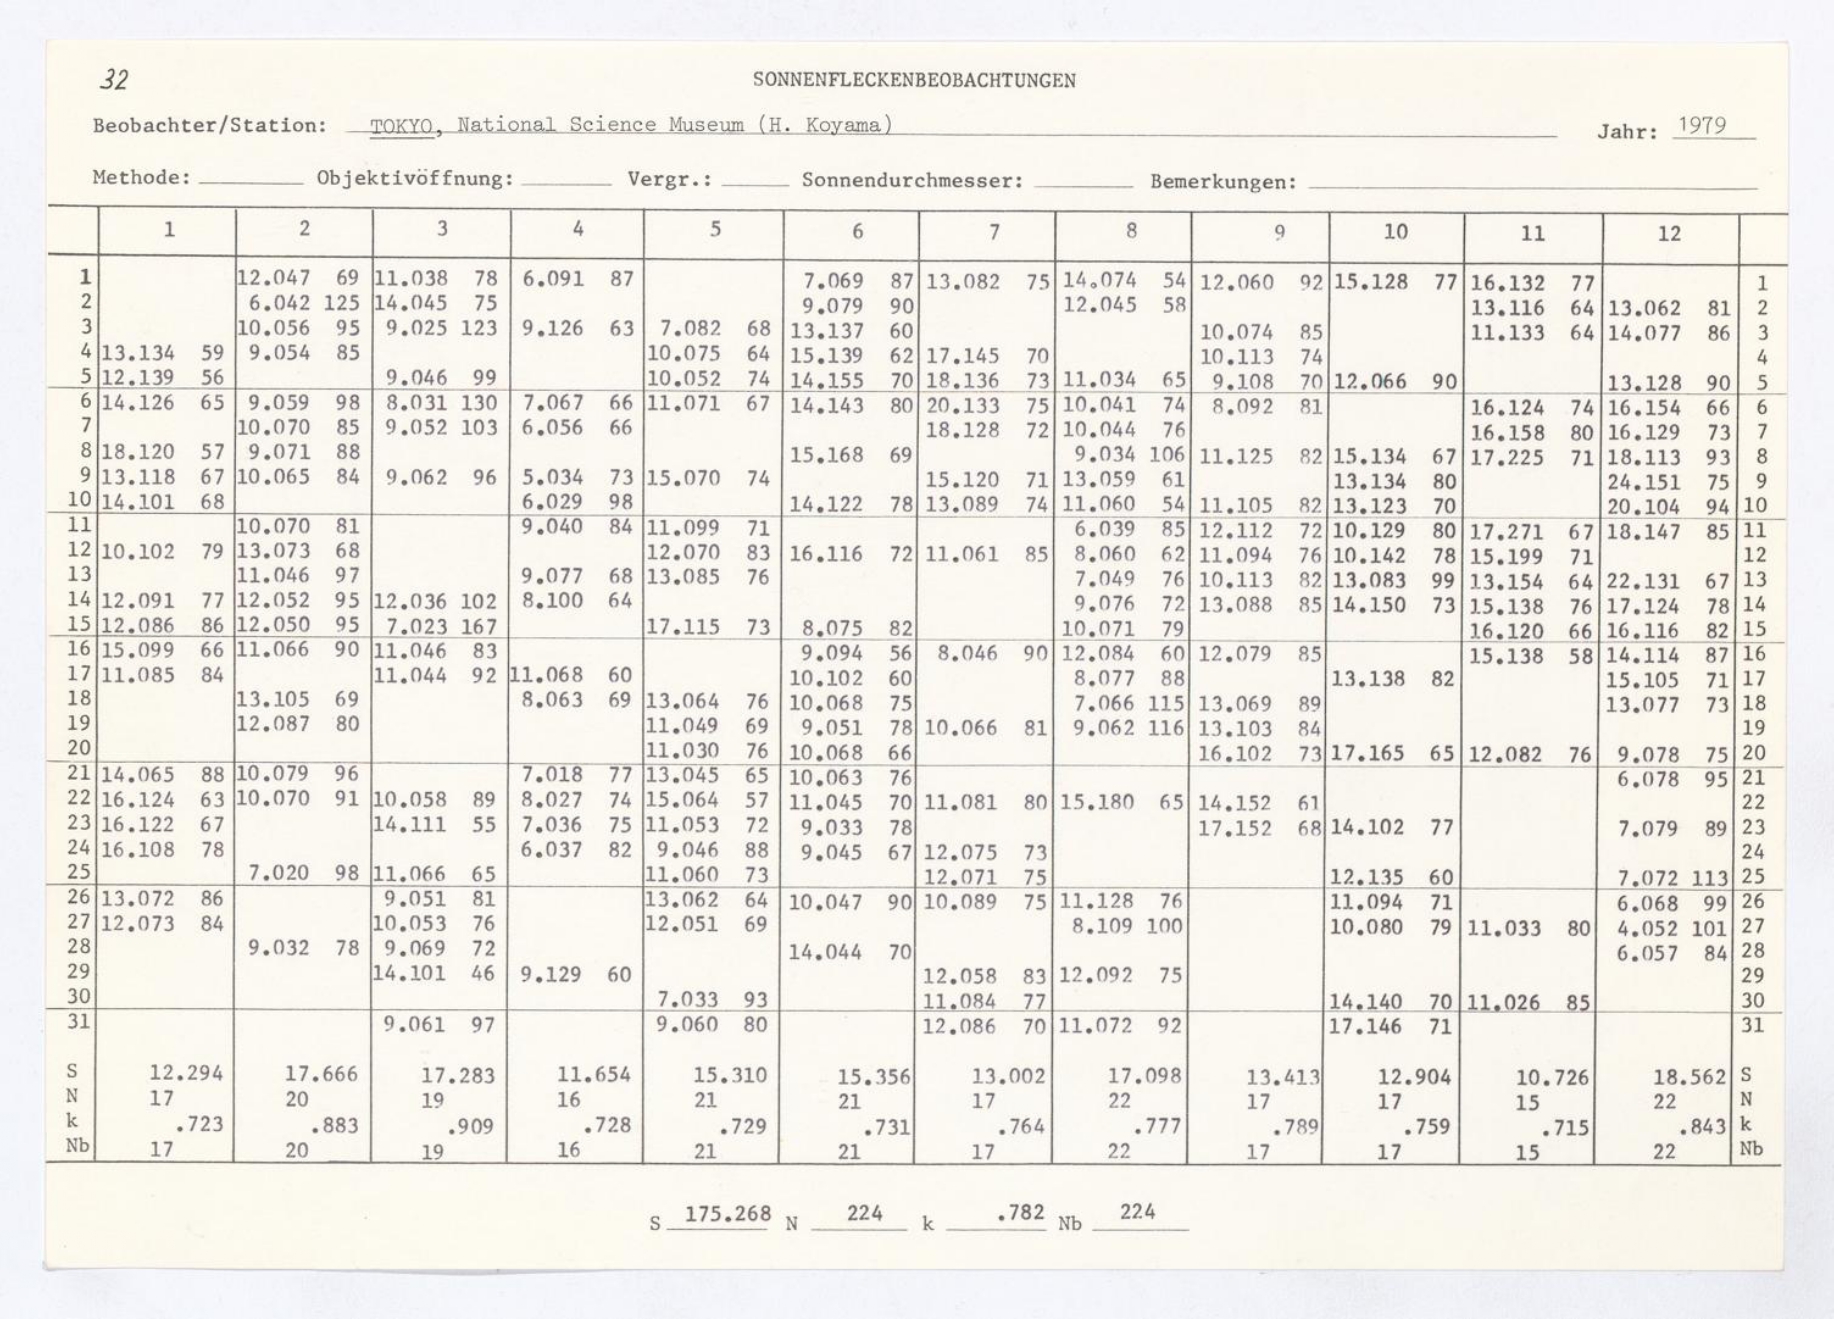 32
SONNENFLECKENBEOBACHTUNGEN
Beobachter/Station: TOKYO, National Science Museum (H. Koyama) Jahr: 1979
Methode: Objektivöffnung: Vergr.: Sonnendurchmesser: Bemerkungen:
1 2 3 4 5 6 7 8 9 10 11 12
1 12.047 69 11.038 78 6.091 87 7.069 87 13.082 75 14.074 54 12.060 92 15.128 77 16.132 77 1
2 6.042 125 14.045 75 9.079 90 12.045 58 13.116 64 13.062 81 2
3 10.056 95 9.025 123 9.126 63 7.082 68 13.137 60 10.074 85 11.133 64 14.077 86 3
4 13.134 59 9.054 85 10.075 64 15.139 62 17.145 70 10.113 74 4
5 12.139 56 9.046 99 10.052 74 14.155 70 18.136 73 11.034 65 9.108 70 12.066 90 13.128 90 5
6 14.126 65 9.059 98 8.031 130 7.067 66 11.071 67 14.143 80 20.133 75 10.041 74 8.092 81 16.124 74 16.154 66 6
7 10.070 85 9.052 103 6.056 66 18.128 72 10.044 76 16.158 80 16.129 73 7
8 18.120 57 9.071 88 15.168 69 9.034 106 11.125 82 15.134 67 17.225 71 18.113 93 8
9 13.118 67 10.065 84 9.062 96 5.034 73 15.070 74 15.120 71 13.059 61 13.134 80 24.151 75 9
10 14.101 68 6.029 98 14.122 78 13.089 74 11.060 54 11.105 82 13.123 70 20.104 94 10
11 10.070 81 9.040 84 11.099 71 6.039 85 12.112 72 10.129 80 17.271 67 18.147 85 11
12 10.102 79 13.073 68 12.070 83 16.116 72 11.061 85 8.060 62 11.094 76 10.142 78 15.199 71 12
13 11.046 97 9.077 68 13.085 76 7.049 76 10.113 82 13.083 99 13.154 64 22.131 67 13
14 12.091 77 12.052 95 12.036 102 8.100 64 9.076 72 13.088 85 14.150 73 15.138 76 17.124 78 14
15 12.086 86 12.050 95 7.023 167 17.115 73 8.075 82 10.071 79 16.120 66 16.116 82 15
16 15.099 66 11.066 90 11.046 83 9.094 56 8.046 90 12.084 60 12.079 85 15.138 58 14.114 87 16
17 11.085 84 11.044 92 11.068 60 10.102 60 8.077 88 13.138 82 15.105 71 17
18 13.105 69 8.063 69 13.064 76 10.068 75 7.066 115 13.069 89 13.077 73 18
19 12.087 80 11.049 69 9.051 78 10.066 81 9.062 116 13.103 84 19
20 11.030 76 10.068 66 16.102 73 17.165 65 12.082 76 9.078 75 20
21 14.065 88 10.079 96 7.018 77 13.045 65 10.063 76 6.078 95 21
22 16.124 63 10.070 91 10.058 89 8.027 74 15.064 57 11.045 70 11.081 80 15.180 65 14.152 61 22
23 16.122 67 14.111 55 7.036 75 11.053 72 9.033 78 17.152 68 14.102 77 7.079 89 23
24 16.108 78 6.037 82 9.046 88 9.045 67 12.075 73 24
25 7.020 98 11.066 65 11.060 73 12.071 75 12.135 60 7.072 113 25
26 13.072 86 9.051 81 13.062 64 10.047 90 10.089 75 11.128 76 11.094 71 6.068 99 26
27 12.073 84 10.053 76 12.051 69 8.109 100 10.080 79 11.033 80 4.052 101 27
28 9.032 78 9.069 72 14.044 70 6.057 84 28
29 14.101 46 9.129 60 12.058 83 12.092 75 29
30 7.033 93 11.084 77 14.140 70 11.026 85 30
31 9.061 97 9.060 80 12.086 70 11.072 92 17.146 71 31
S 12.294 17.666 17.283 11.654 15.310 15.356 13.002 17.098 13.413 12.904 10.726 18.562 S
N 17 20 19 16 21 21 17 22 17 17 15 22 N
k .723 .883 .909 .728 .729 .731 .764 .777 .789 .759 .715 .843 k
Nb 17 20 19 16 21 21 17 22 17 17 15 22 Nb
S 175.268 N 224 k .782 Nb 224